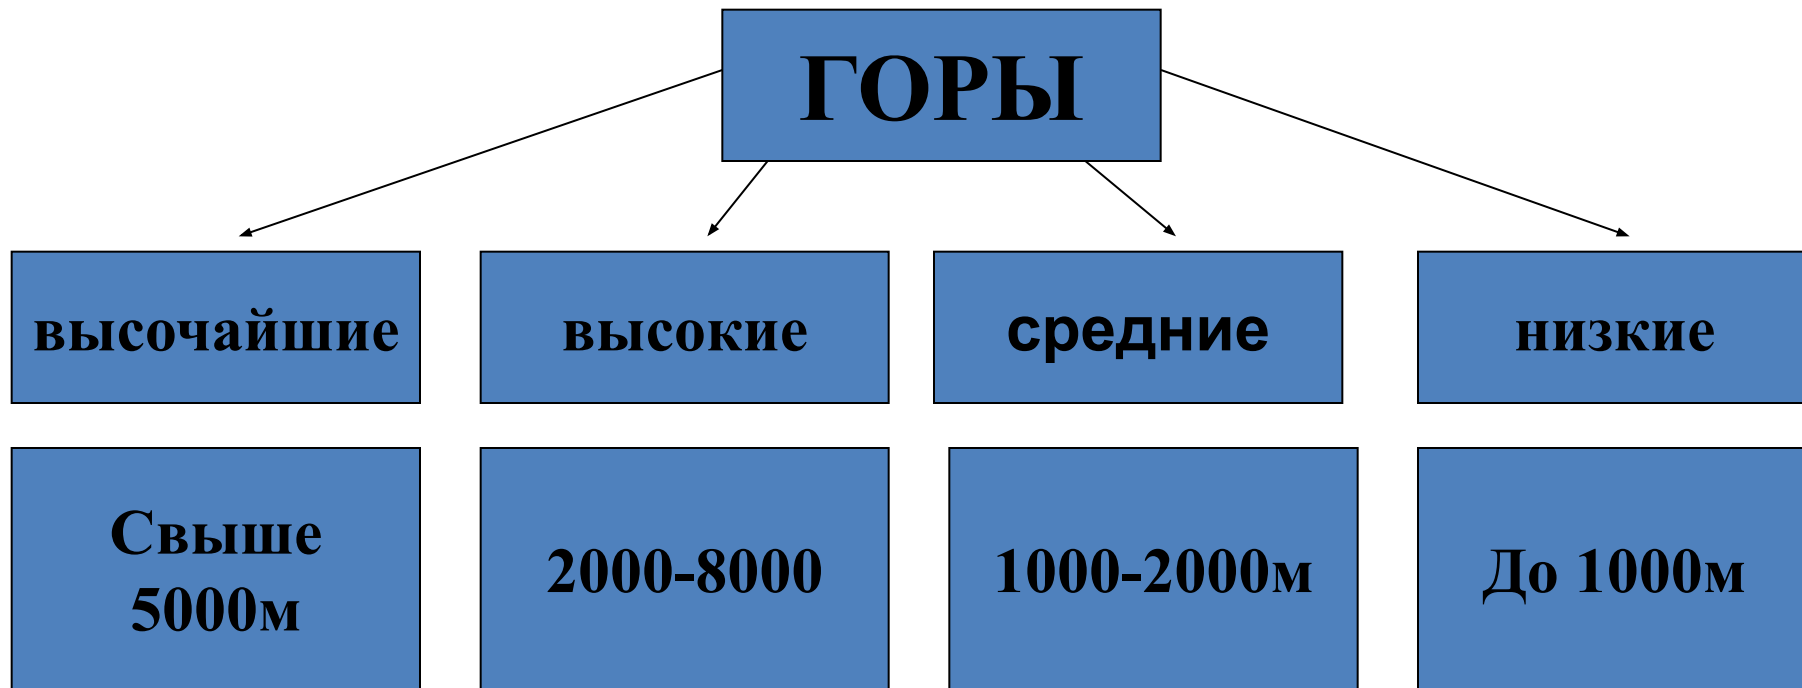 ГОРЫ
высочайшие
высокие
средние
низкие
Свыше
5000м
2000-8000
1000-2000м
До 1000м